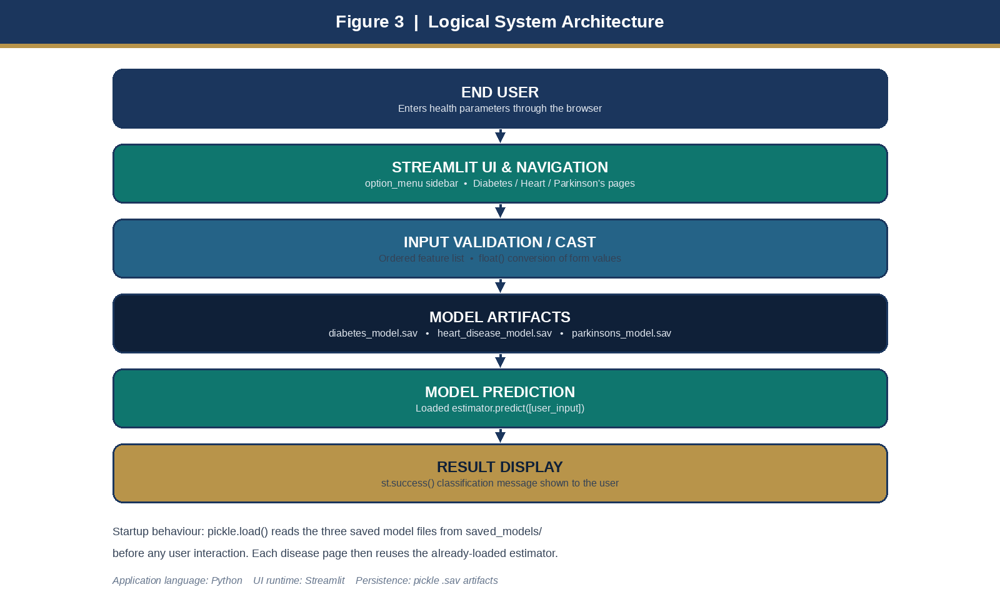 Figure 3 | Logical System Architecture
END USER
Enters health parameters through the browser
STREAMLIT UI & NAVIGATION
option_menu sidebar • Diabetes / Heart / Parkinson's pages
INPUT VALIDATION / CAST
Ordered feature list • float() conversion of form values
MODEL ARTIFACTS
diabetes_model.sav • heart_disease_model.sav • parkinsons_model.sav
MODEL PREDICTION
Loaded estimator.predict([user_input])
RESULT DISPLAY
st.success() classification message shown to the user
Startup behaviour: pickle.load() reads the three saved model files from saved_models/
before any user interaction. Each disease page then reuses the already-loaded estimator.
Application language: Python UI runtime: Streamlit Persistence: pickle .sav artifacts